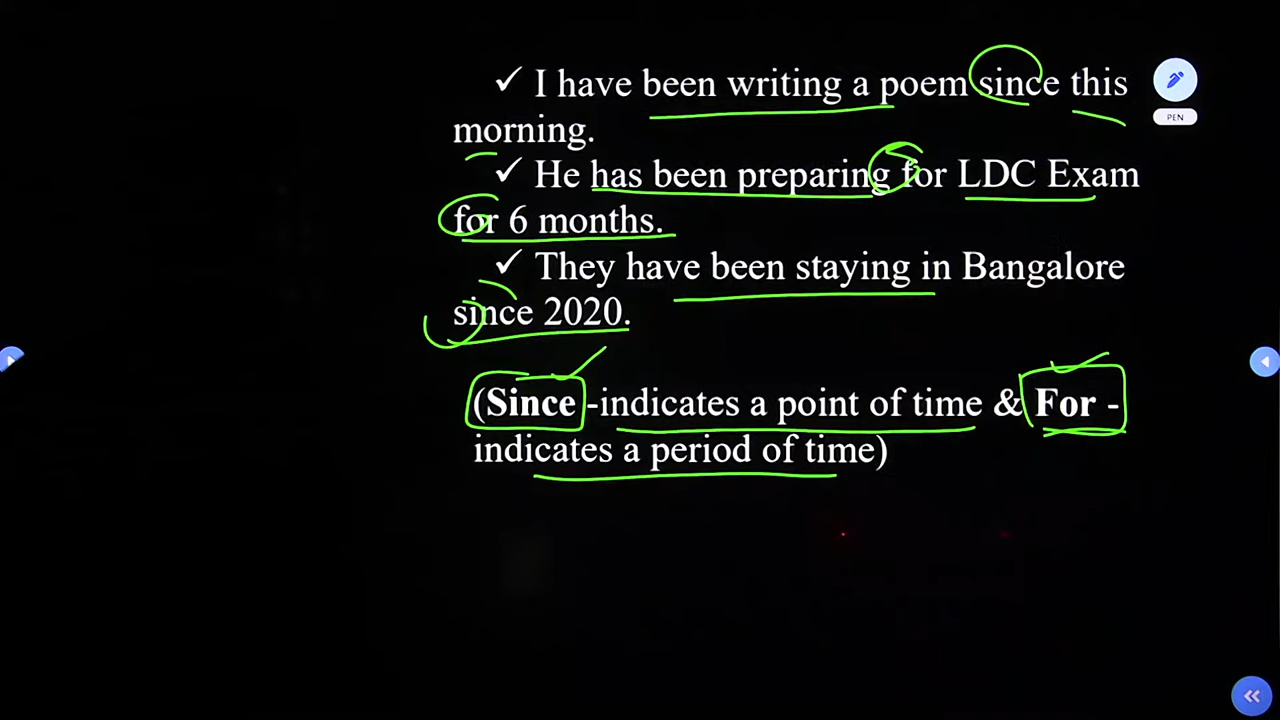 ✓ I have been writing a poem since this
morning.
✓ He has been preparing for LDC Exam
for 6 months.
✓ They have been staying in Bangalore
since 2020.
(Since -indicates a point of time & For -
indicates a period of time)
PEN